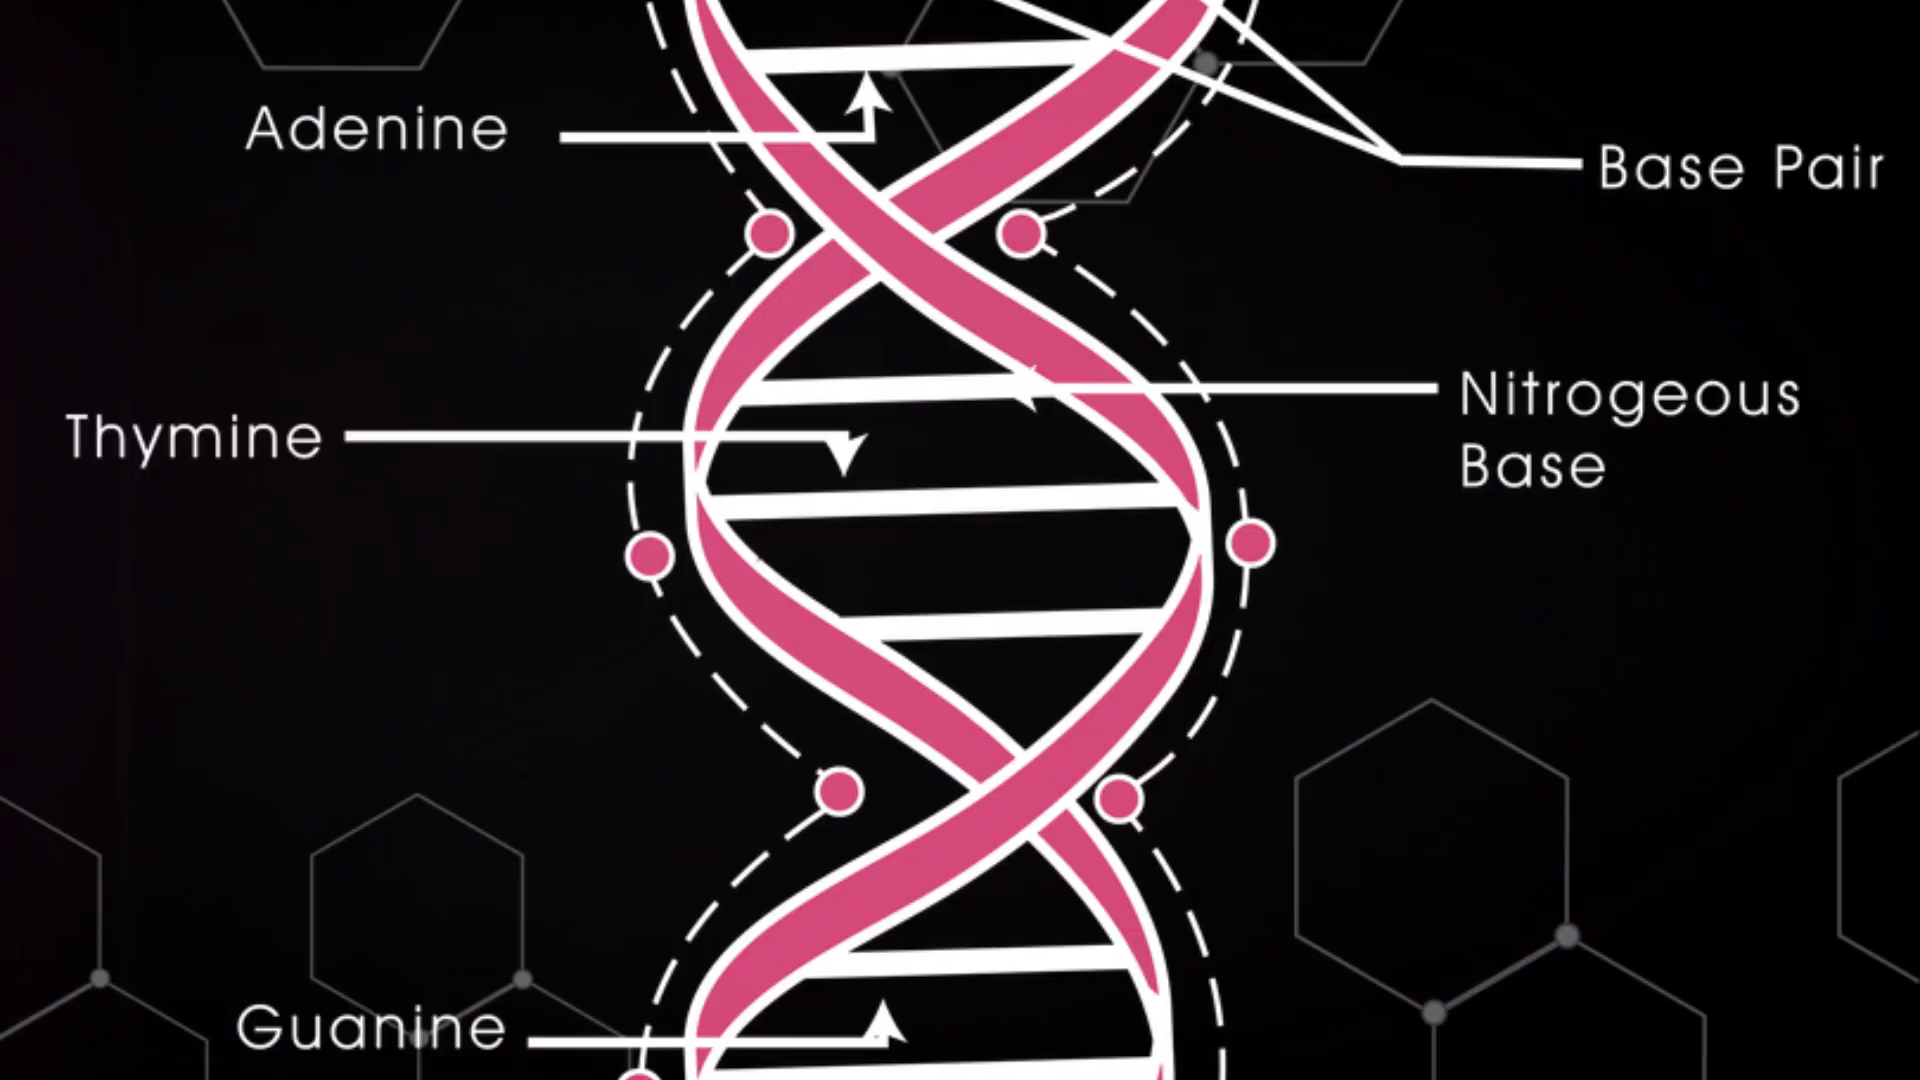 Adenine
Base Pair
Thymine
Nitrogeous
Base
Guanine